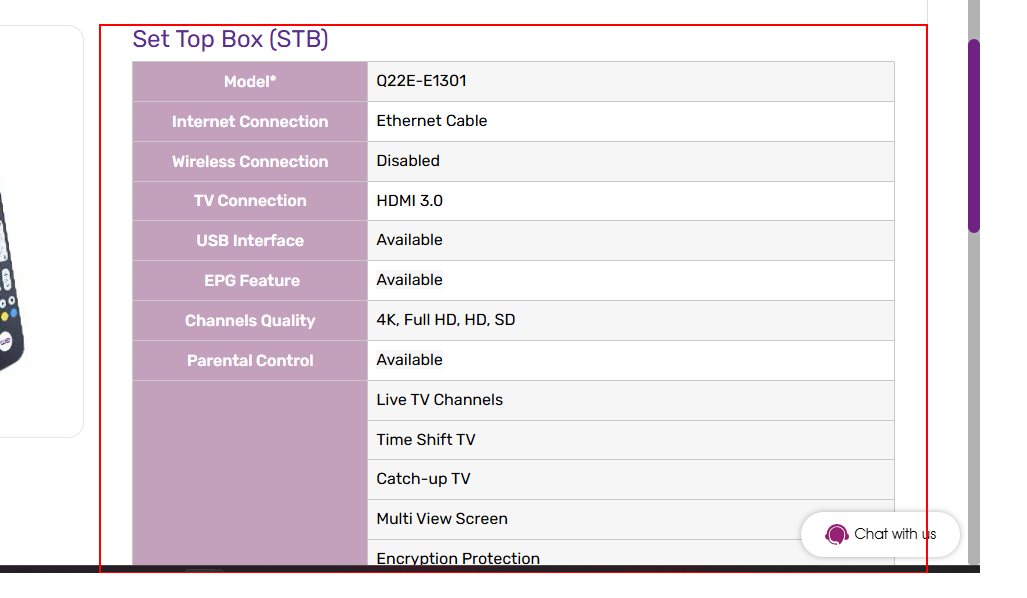 Set Top Box (STB)
Model* Q22E-E1301
Internet Connection Ethernet Cable
Wireless Connection Disabled
TV Connection HDMI 3.0
USB Interface Available
EPG Feature Available
Channels Quality 4K, Full HD, HD, SD
Parental Control Available
Live TV Channels
Time Shift TV
Catch-up TV
Multi View Screen
Chat with us
Encryption Protection